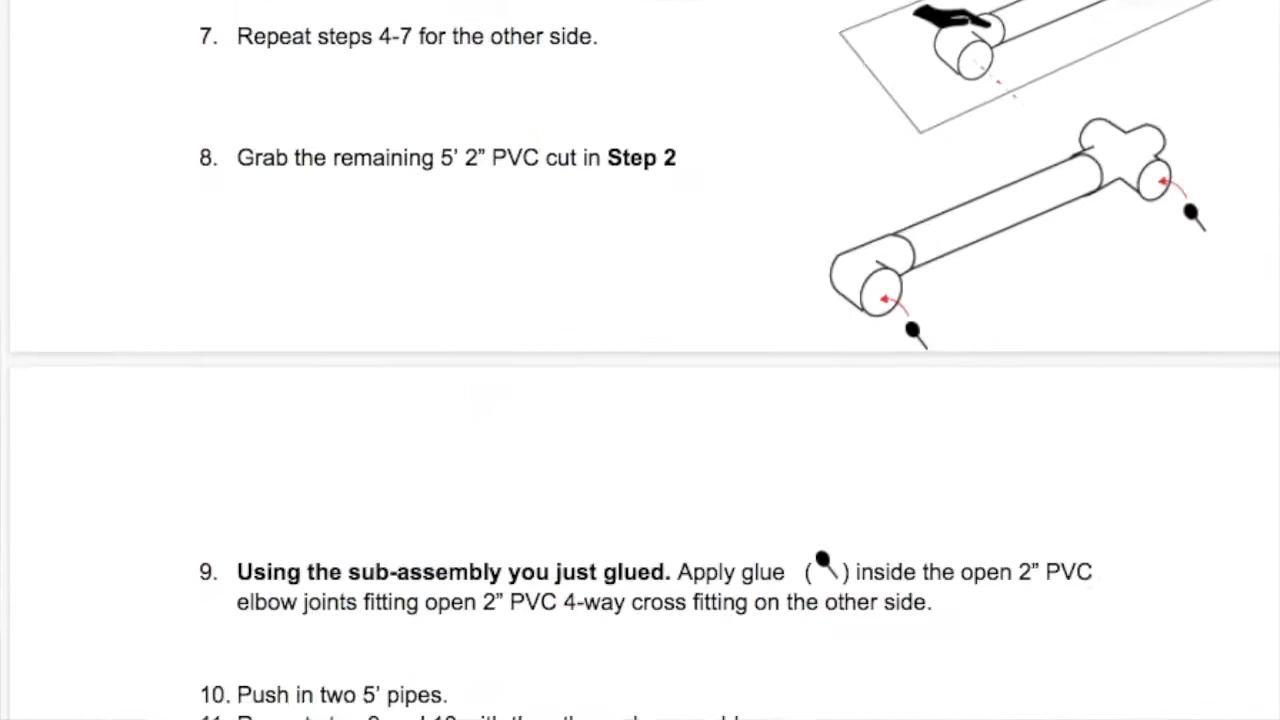 7. Repeat steps 4-7 for the other side.
8. Grab the remaining 5’ 2” PVC cut in Step 2
9. Using the sub-assembly you just glued. Apply glue ( ) inside the open 2” PVC
elbow joints fitting open 2” PVC 4-way cross fitting on the other side.
10. Push in two 5’ pipes.